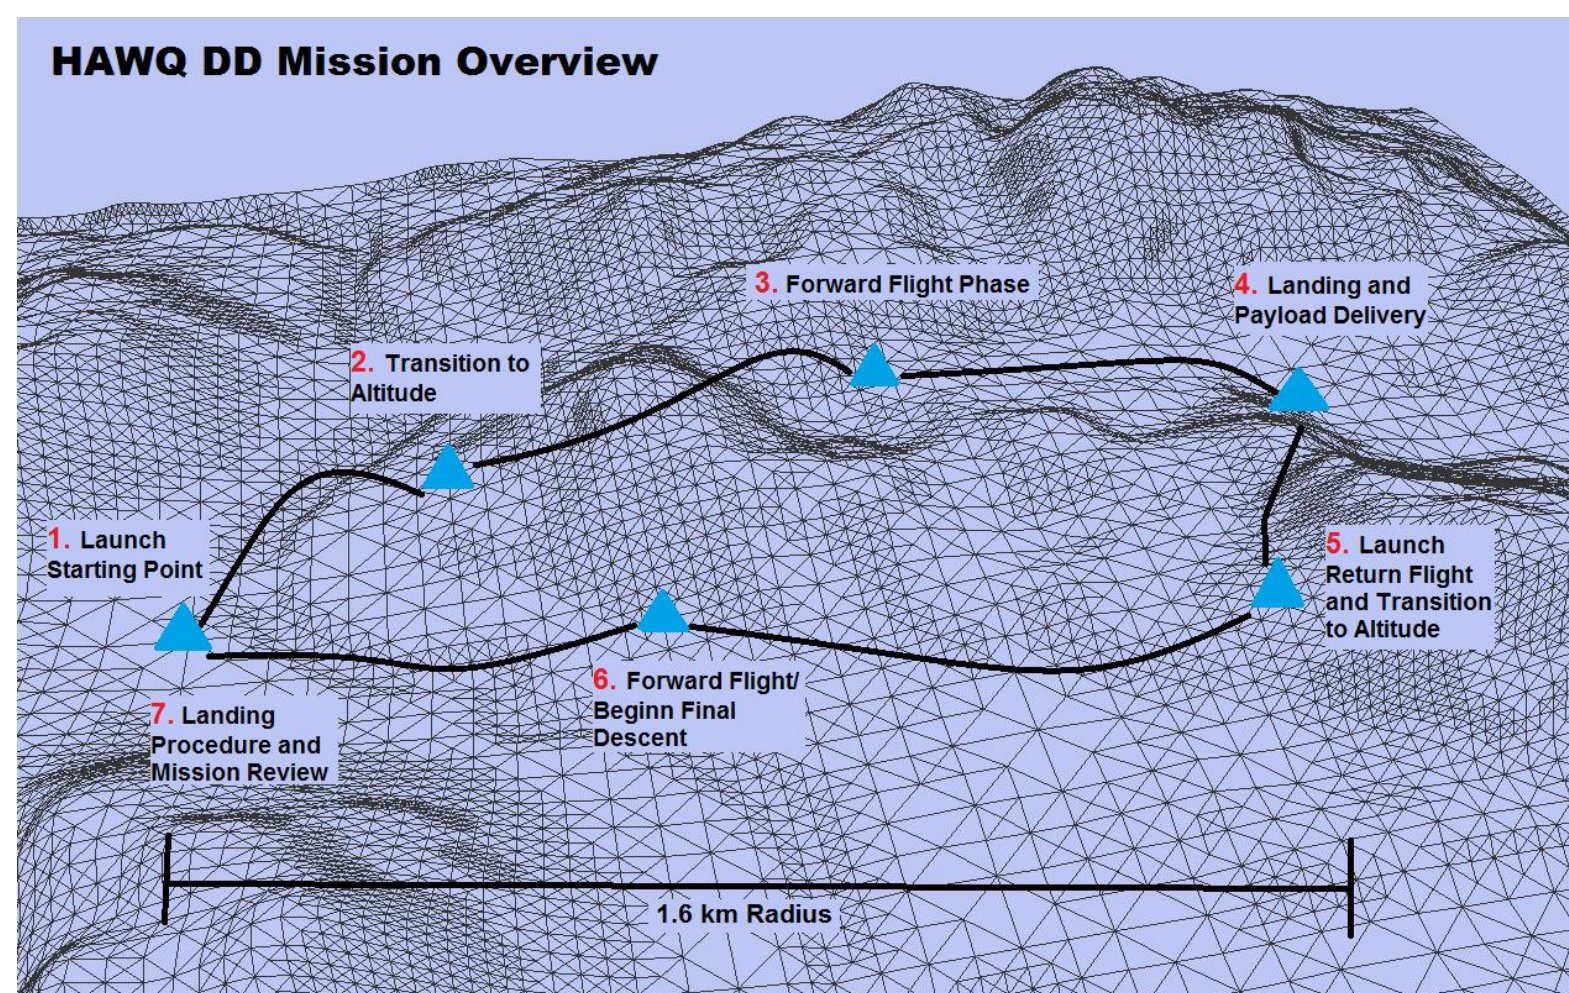 HAWQ DD Mission Overview
3. Forward Flight Phase
4. Landing and
Payload Delivery
2. Transition to
Altitude
1. Launch
Starting Point
5. Launch
Return Flight
and Transition
to Altitude
6. Forward Flight/
Beginn Final
Descent
7. Landing
Procedure and
Mission Review
1.6 km Radius